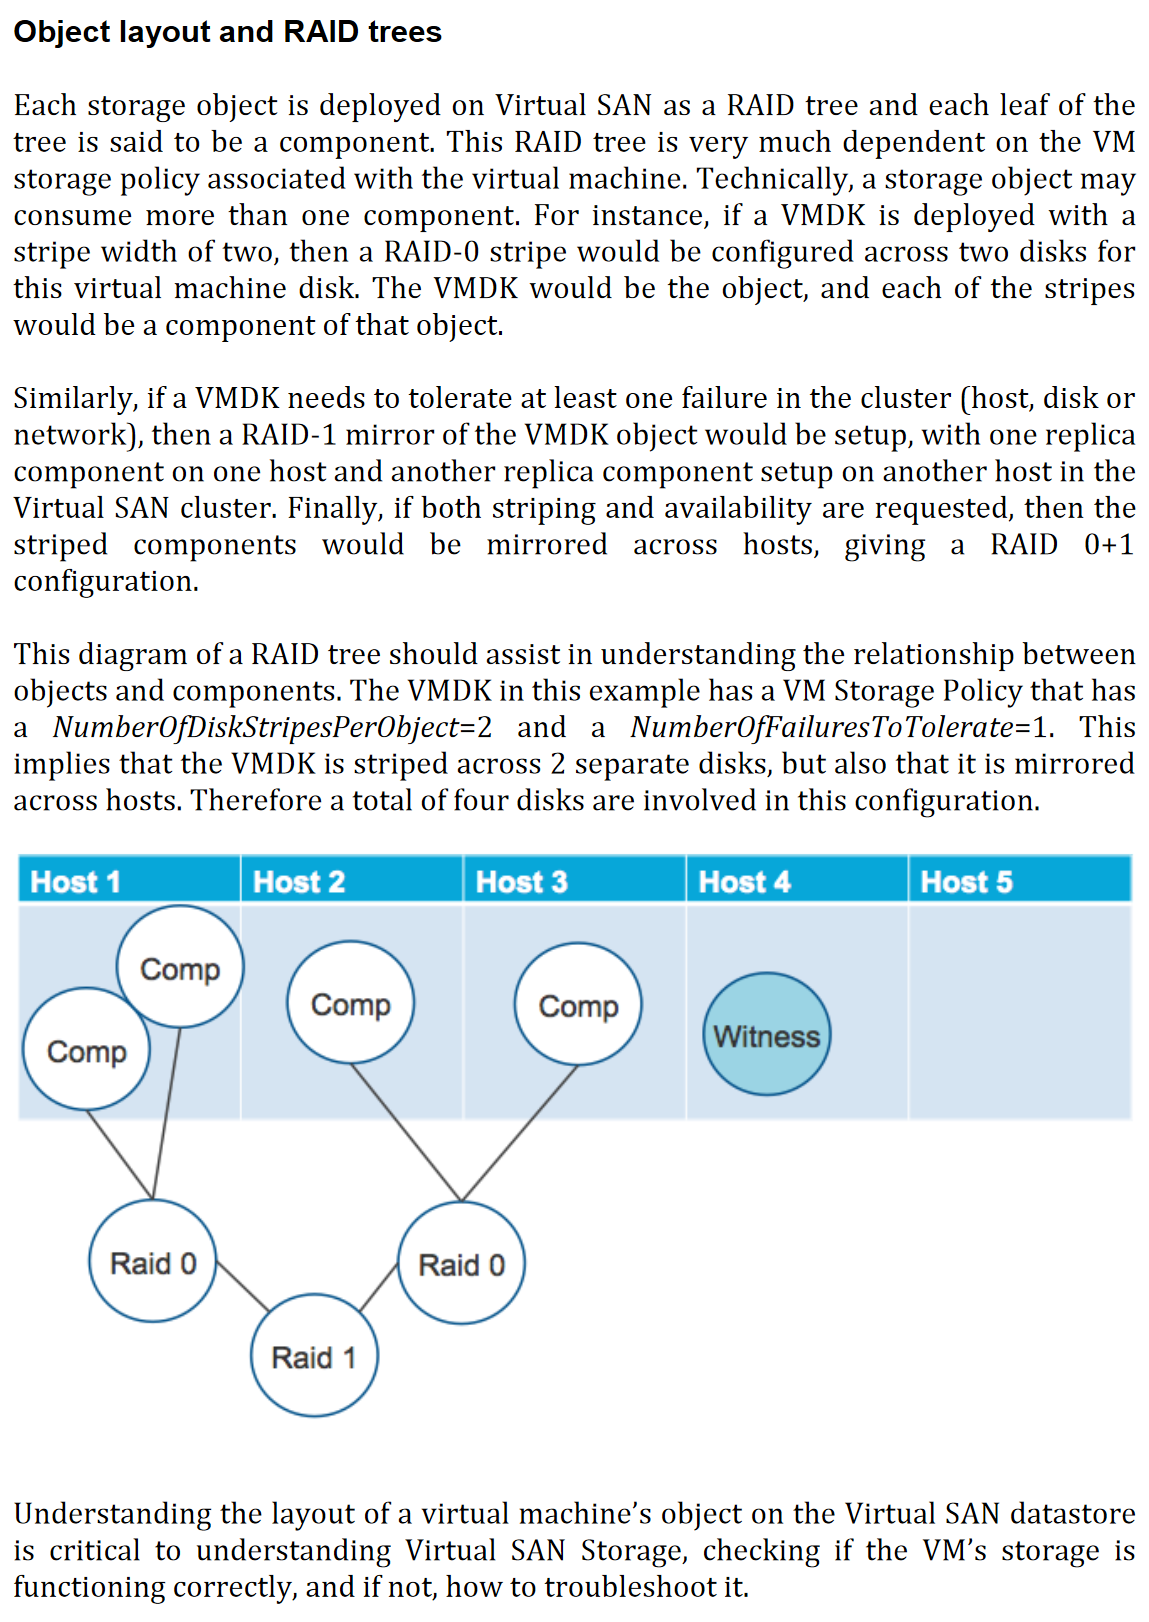 Object layout and RAID trees
Each storage object is deployed on Virtual SAN as a RAID tree and each leaf of the
tree is said to be a component. This RAID tree is very much dependent on the VM
storage policy associated with the virtual machine. Technically, a storage object may
consume more than one component. For instance, if a VMDK is deployed with a
stripe width of two, then a RAID-0 stripe would be configured across two disks for
this virtual machine disk. The VMDK would be the object, and each of the stripes
would be a component of that object.
Similarly, if a VMDK needs to tolerate at least one failure in the cluster (host, disk or
network), then a RAID-1 mirror of the VMDK object would be setup, with one replica
component on one host and another replica component setup on another host in the
Virtual SAN cluster. Finally, if both striping and availability are requested, then the
striped components would be mirrored across hosts, giving a RAID 0+1
configuration.
This diagram of a RAID tree should assist in understanding the relationship between
objects and components. The VMDK in this example has a VM Storage Policy that has
a NumberOfDiskStripesPerObject=2 and a NumberOfFailuresToTolerate=1. This
implies that the VMDK is striped across 2 separate disks, but also that it is mirrored
across hosts. Therefore a total of four disks are involved in this configuration.
Host 1 Host 2 Host 3 Host 4 Host 5
Comp
Comp
Comp
Comp
Witness
Raid 0
Raid 0
Raid 1
Understanding the layout of a virtual machine’s object on the Virtual SAN datastore
is critical to understanding Virtual SAN Storage, checking if the VM’s storage is
functioning correctly, and if not, how to troubleshoot it.